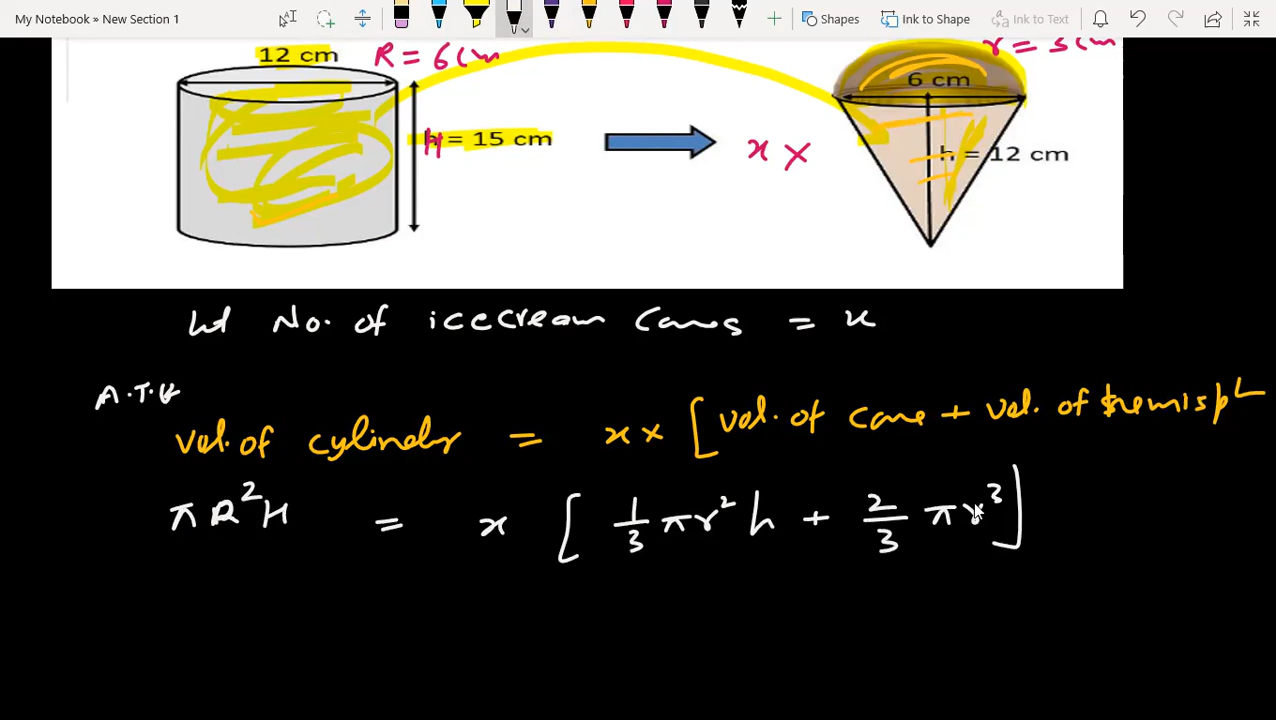 My Notebook » New Section 1
Shapes
Ink to Shape
Ink to Text
12 cm
R = 6 cm
r = 3 cm
6 cm
H = 15 cm
x ×
h = 12 cm
let No. of icecream cones = x
A.T.Q
vol. of cylinder = x × [vol. of cone + vol. of Hemisph
πR²H = x [ 1/3 πr²h + 2/3 πr³ ]